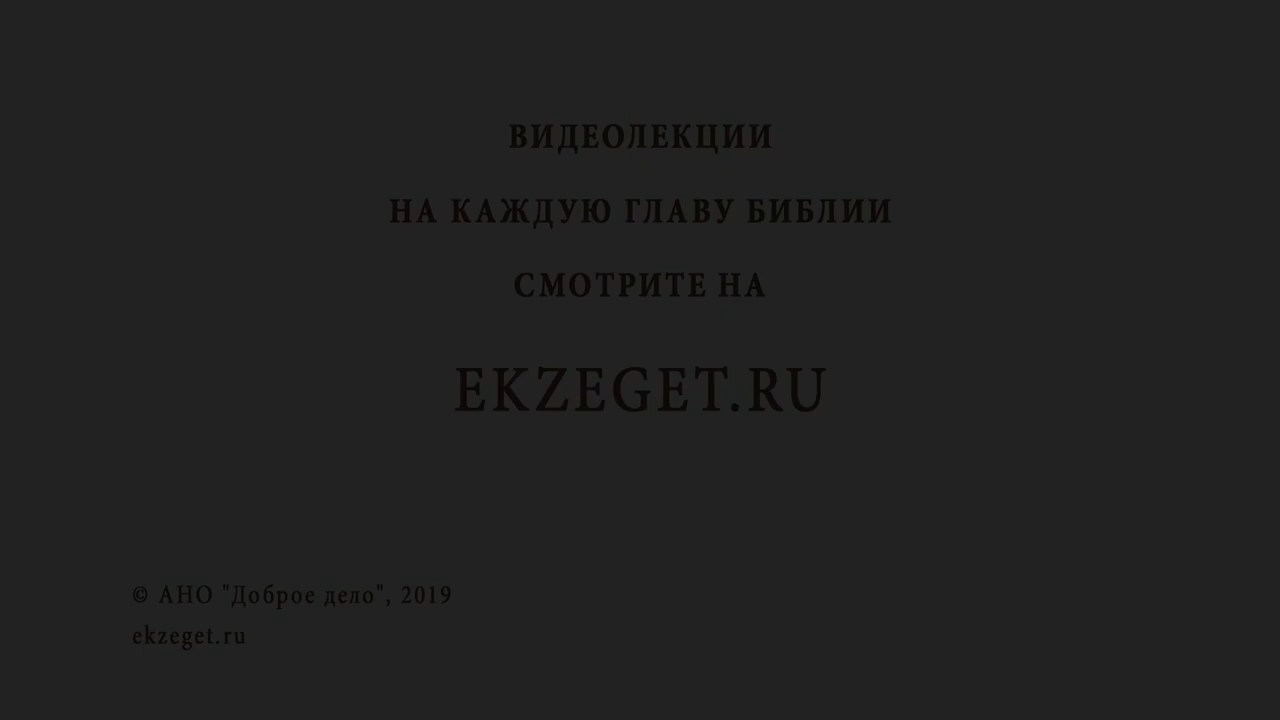 ВИДЕОЛЕКЦИИ
НА КАЖДУЮ ГЛАВУ БИБЛИИ
СМОТРИТЕ НА
EKZEGET.RU
© АНО "Доброе дело", 2019
ekzeget.ru